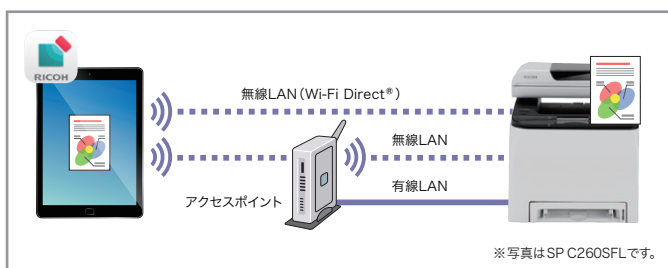 RICOH
無線LAN(Wi-Fi Direct®)
無線LAN
アクセスポイント
有線LAN
※写真はSP C260SFLです。